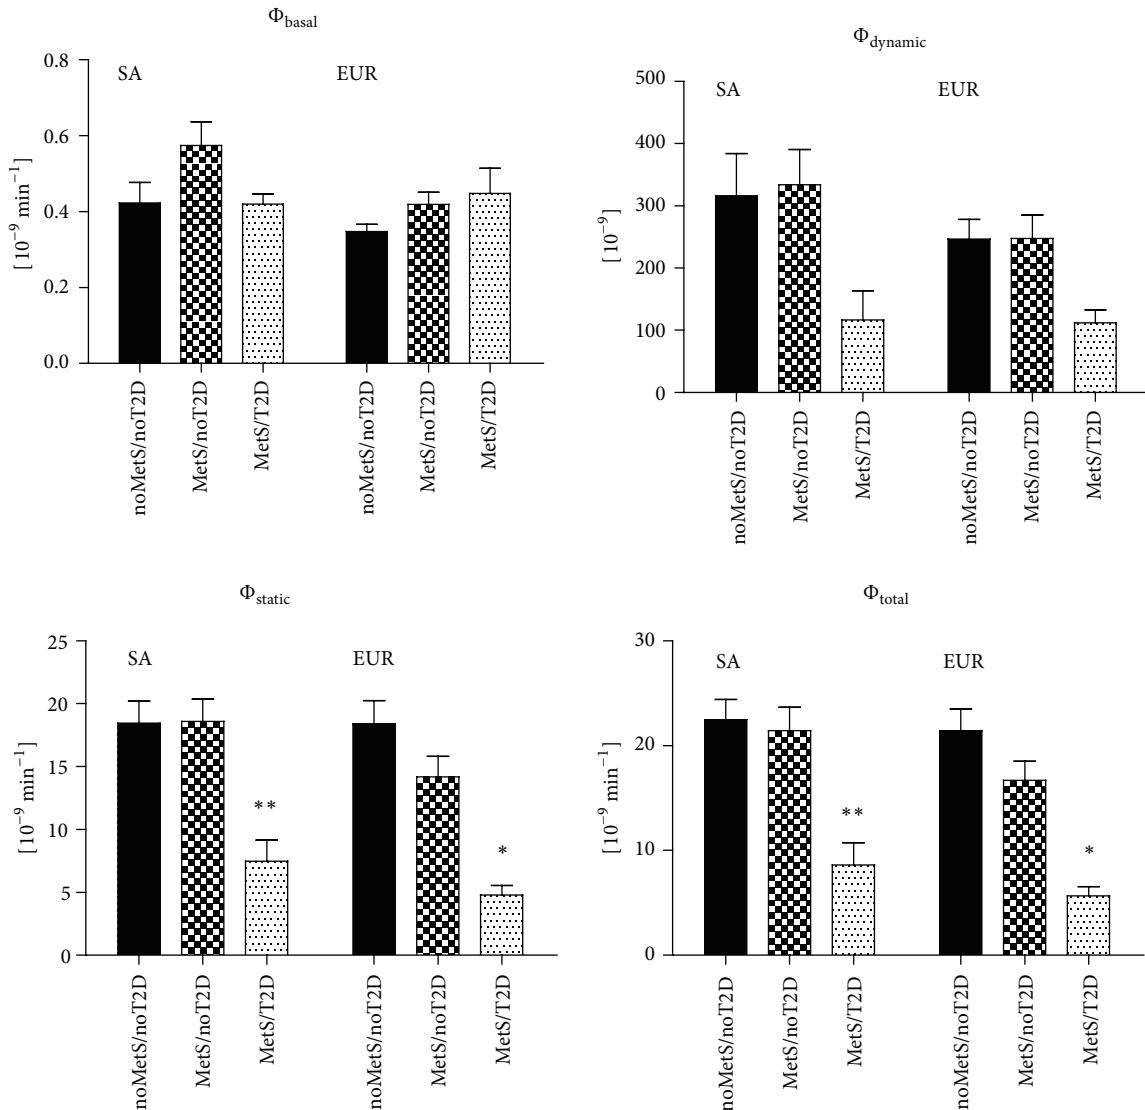 Φbasal
[10−9 min−1]
0.8
0.6
0.4
0.2
0.0
SA
EUR
noMetS/noT2D
MetS/noT2D
MetS/T2D
noMetS/noT2D
MetS/noT2D
MetS/T2D
Φdynamic
[10−9]
500
400
300
200
100
0
SA
EUR
noMetS/noT2D
MetS/noT2D
MetS/T2D
noMetS/noT2D
MetS/noT2D
MetS/T2D
Φstatic
[10−9 min−1]
25
20
15
10
5
0
SA
EUR
**
*
noMetS/noT2D
MetS/noT2D
MetS/T2D
noMetS/noT2D
MetS/noT2D
MetS/T2D
Φtotal
[10−9 min−1]
30
20
10
0
SA
EUR
**
*
noMetS/noT2D
MetS/noT2D
MetS/T2D
noMetS/noT2D
MetS/noT2D
MetS/T2D